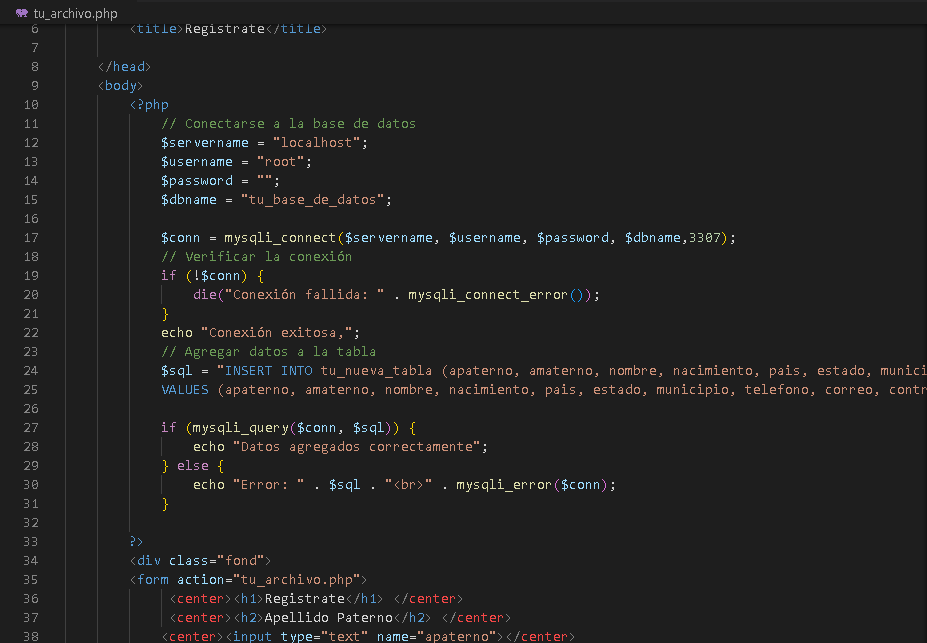 tu_archivo.php
6 <title>Registrate</title>
7
8 </head>
9 <body>
10 <?php
11 // Conectarse a la base de datos
12 $servername = "localhost";
13 $username = "root";
14 $password = "";
15 $dbname = "tu_base_de_datos";
16
17 $conn = mysqli_connect($servername, $username, $password, $dbname,3307);
18 // Verificar la conexión
19 if (!$conn) {
20 die("Conexión fallida: " . mysqli_connect_error());
21 }
22 echo "Conexión exitosa,";
23 // Agregar datos a la tabla
24 $sql = "INSERT INTO tu_nueva_tabla (apaterno, amaterno, nombre, nacimiento, pais, estado, munici
25 VALUES (apaterno, amaterno, nombre, nacimiento, pais, estado, municipio, telefono, correo, contr
26
27 if (mysqli_query($conn, $sql)) {
28 echo "Datos agregados correctamente";
29 } else {
30 echo "Error: " . $sql . "<br>" . mysqli_error($conn);
31 }
32
33 ?>
34 <div class="fond">
35 <form action="tu_archivo.php">
36 <center><h1>Registrate</h1> </center>
37 <center><h2>Apellido Paterno</h2> </center>
38 <center><input type="text" name="apaterno"></center>